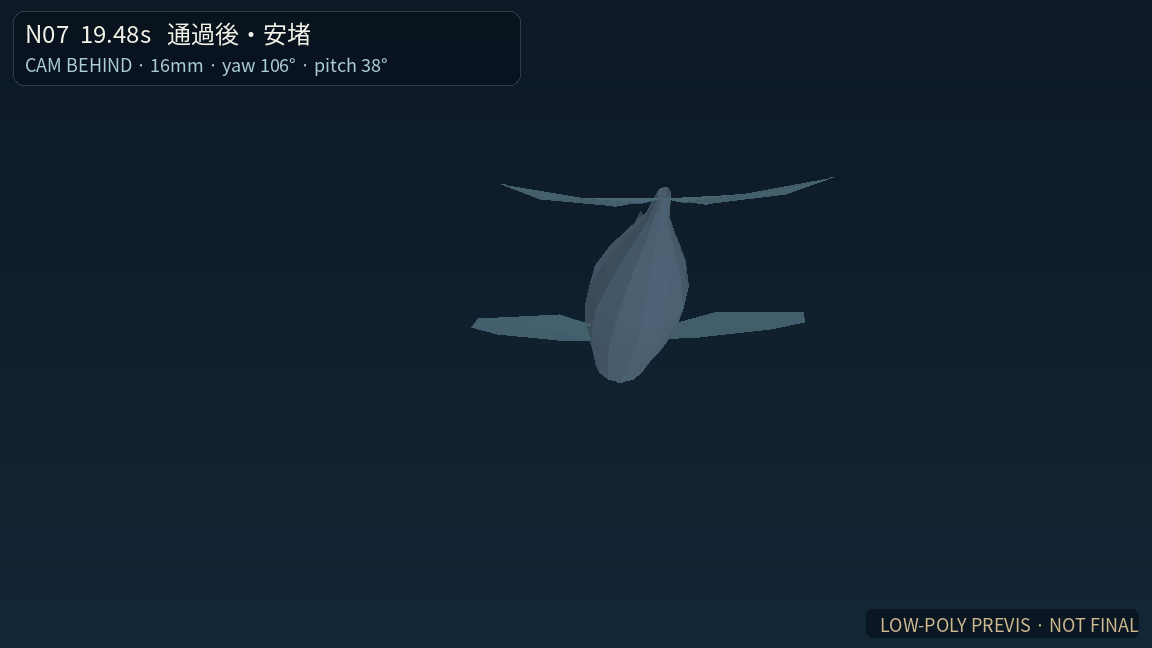 N07 19.48s 通過後・安堵
CAM BEHIND · 16mm · yaw 106° · pitch 38°
LOW-POLY PREVIS · NOT FINAL